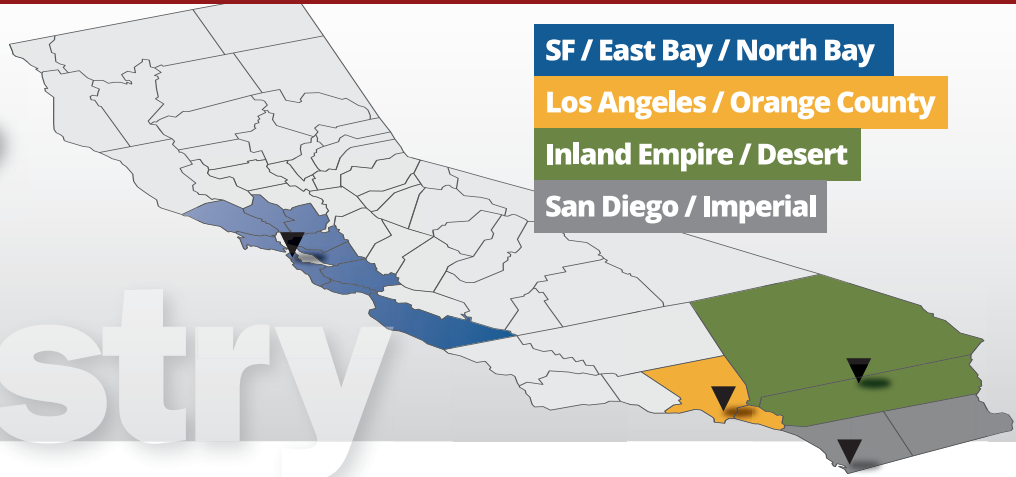 SF / East Bay / North Bay
Los Angeles / Orange County
Inland Empire / Desert
San Diego / Imperial
stry